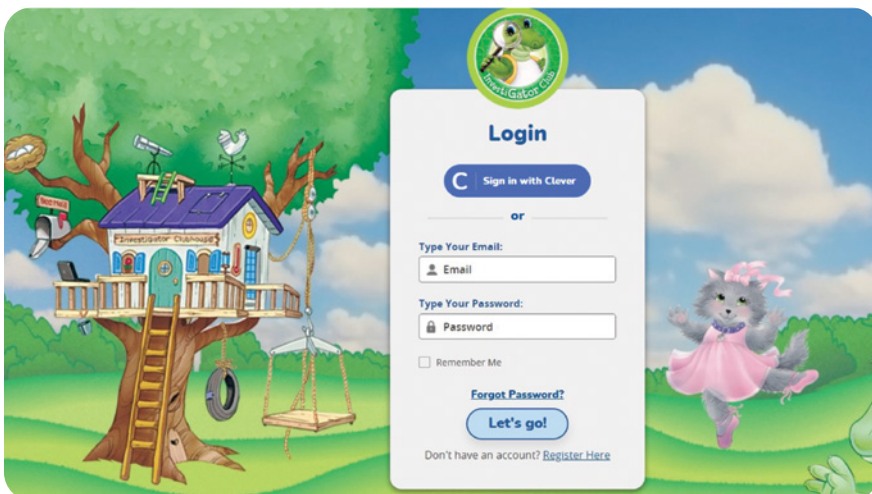 InvestiGator Club
Login
C Sign in with Clever
or
Type Your Email:
Email
Type Your Password:
Password
Remember Me
Forgot Password?
Let's go!
Don't have an account? Register Here
Investigator Clubhouse